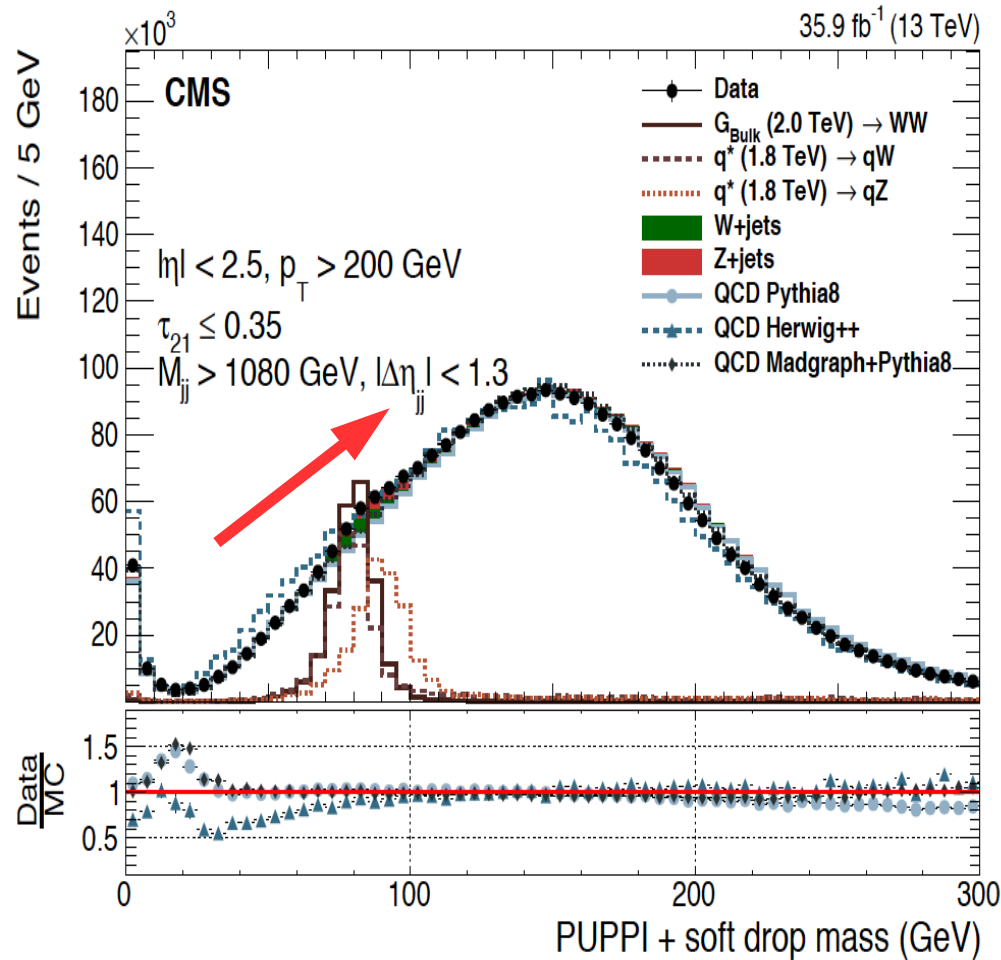 ×10³
35.9 fb⁻¹ (13 TeV)
Events / 5 GeV
180
160
140
120
100
80
60
40
20
CMS
Data
G_Bulk (2.0 TeV) → WW
q* (1.8 TeV) → qW
q* (1.8 TeV) → qZ
W+jets
Z+jets
QCD Pythia8
QCD Herwig++
QCD Madgraph+Pythia8
|η| < 2.5, p_T > 200 GeV
τ₂₁ ≤ 0.35
M_jj > 1080 GeV, |Δη_jj| < 1.3
Data
MC
1.5
1
0.5
0 100 200 300
PUPPI + soft drop mass (GeV)